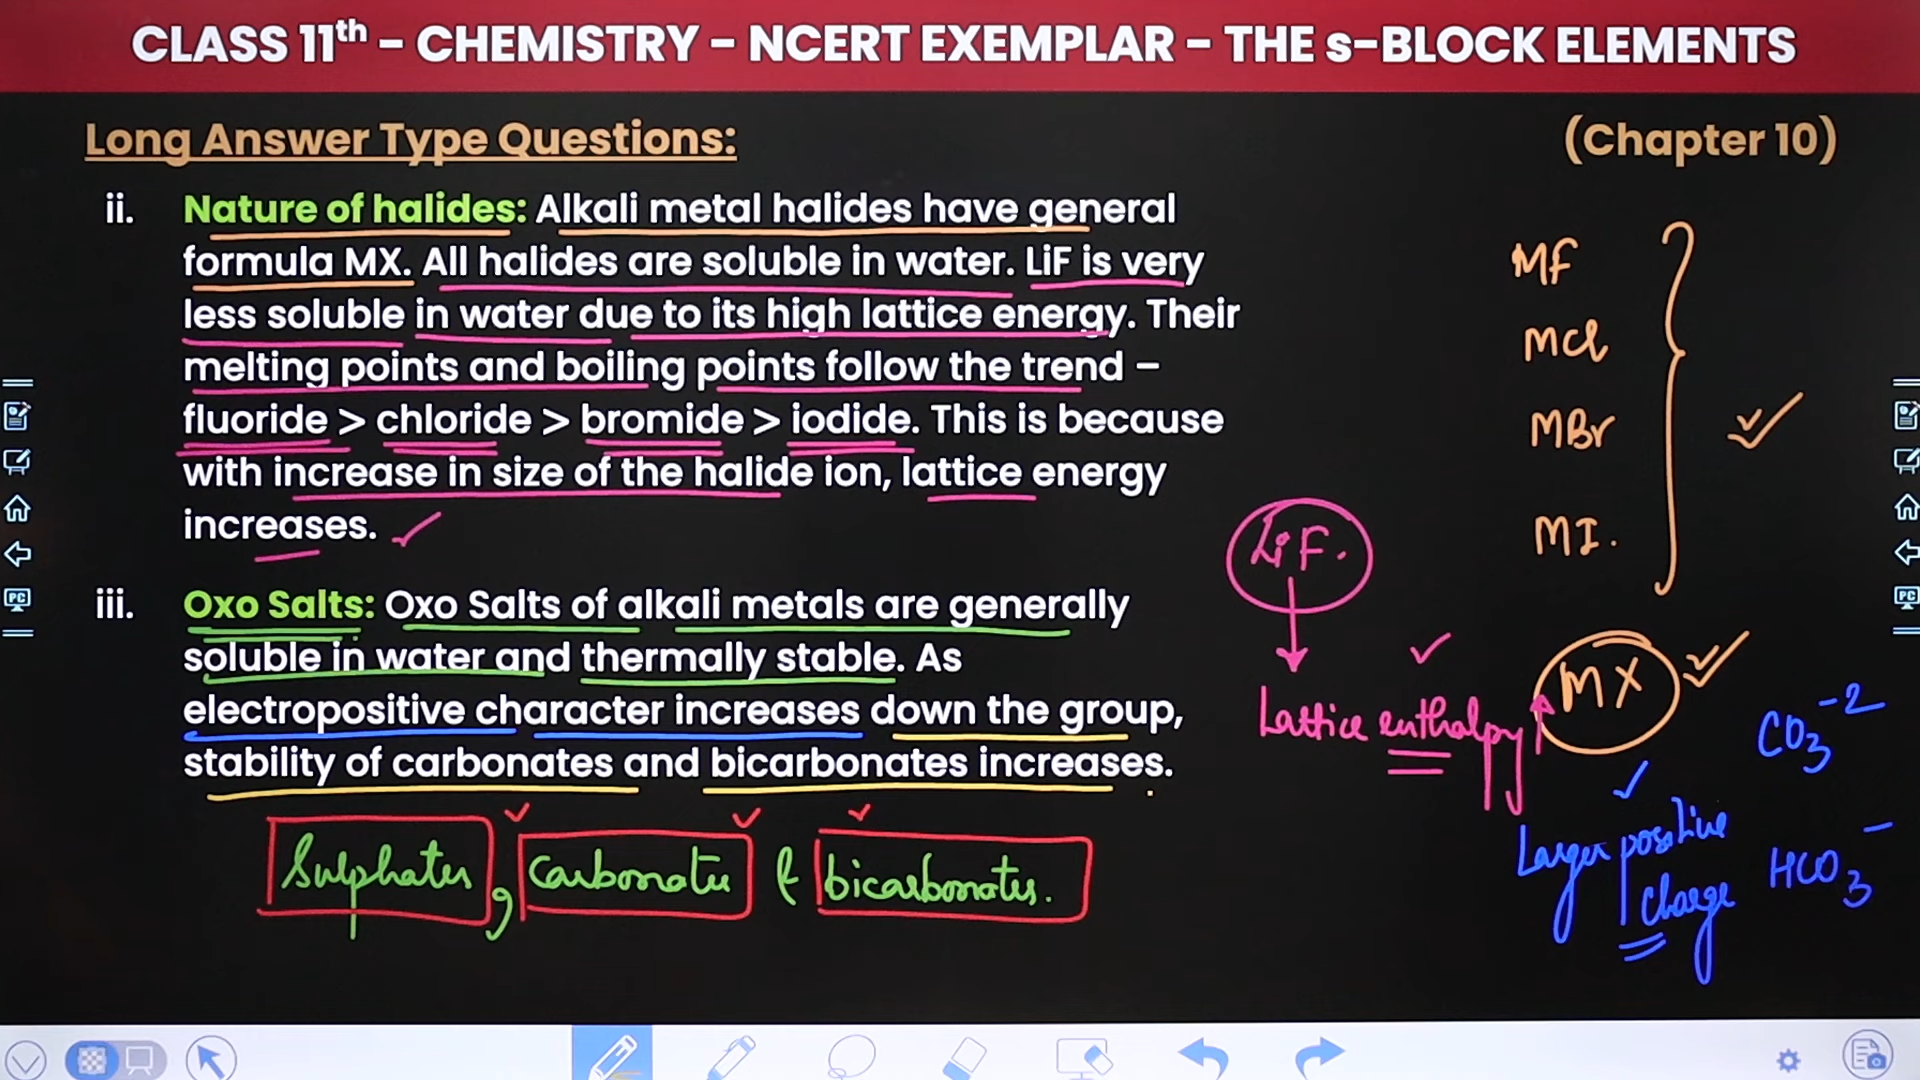 CLASS 11th - CHEMISTRY - NCERT EXEMPLAR - THE s-BLOCK ELEMENTS
Long Answer Type Questions:
(Chapter 10)
ii. Nature of halides: Alkali metal halides have general
formula MX. All halides are soluble in water. LiF is very
less soluble in water due to its high lattice energy. Their
melting points and boiling points follow the trend –
fluoride > chloride > bromide > iodide. This is because
with increase in size of the halide ion, lattice energy
increases.
iii. Oxo Salts: Oxo Salts of alkali metals are generally
soluble in water and thermally stable. As
electropositive character increases down the group,
stability of carbonates and bicarbonates increases.
Sulphates, Carbonates & bicarbonates.
MF
MCl
MBr
MI.
LiF.
Lattice enthalpy ↑
MX
CO3-2
Larger positive
charge
HCO3-
PC
PC